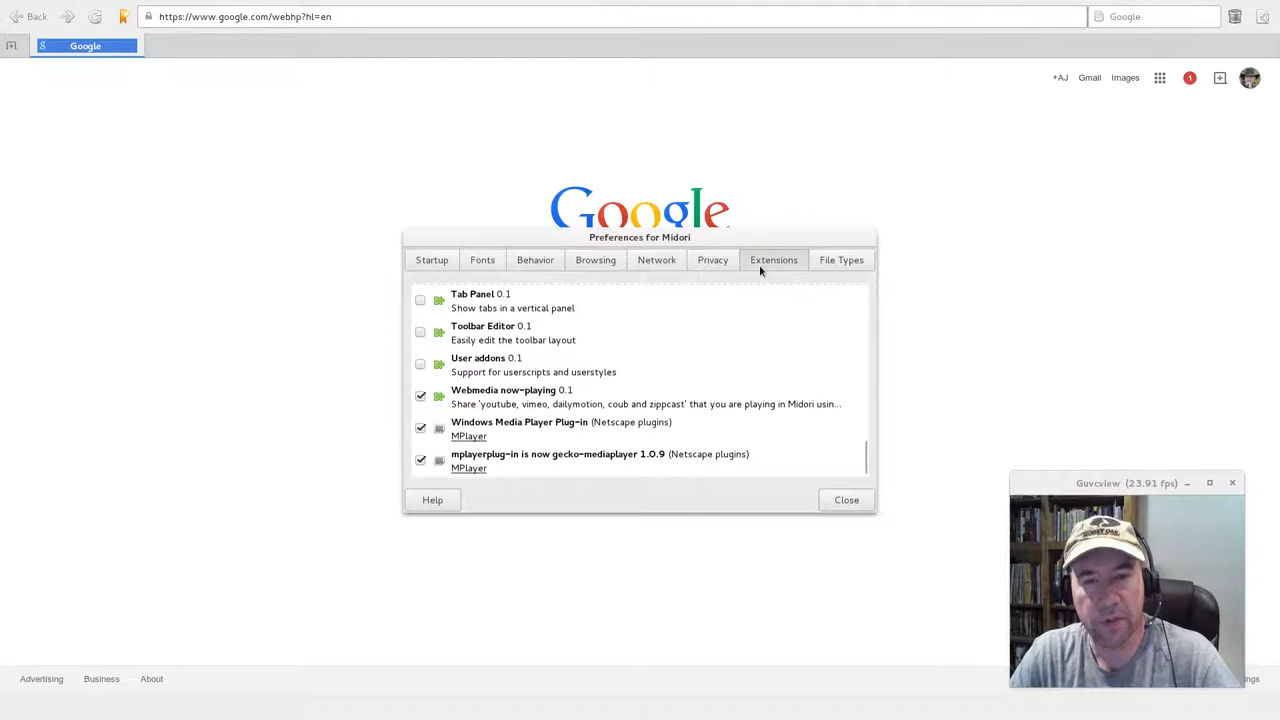 Back
https://www.google.com/webhp?hl=en
Google
Google
+AJ Gmail Images 1
Google
Preferences for Midori
Startup Fonts Behavior Browsing Network Privacy Extensions File Types
Tab Panel 0.1
Show tabs in a vertical panel
Toolbar Editor 0.1
Easily edit the toolbar layout
User addons 0.1
Support for userscripts and userstyles
Webmedia now-playing 0.1
Share 'youtube, vimeo, dailymotion, coub and zippcast' that you are playing in Midori usin...
Windows Media Player Plug-in (Netscape plugins)
MPlayer
mplayerplug-in is now gecko-mediaplayer 1.0.9 (Netscape plugins)
MPlayer
Help Close
Guvcview (23.91 fps)
Advertising Business About